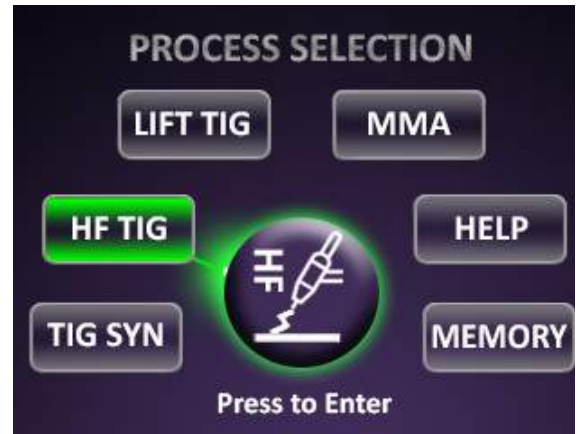 PROCESS SELECTION
LIFT TIG
MMA
HF TIG
HELP
HF
TIG SYN
MEMORY
Press to Enter